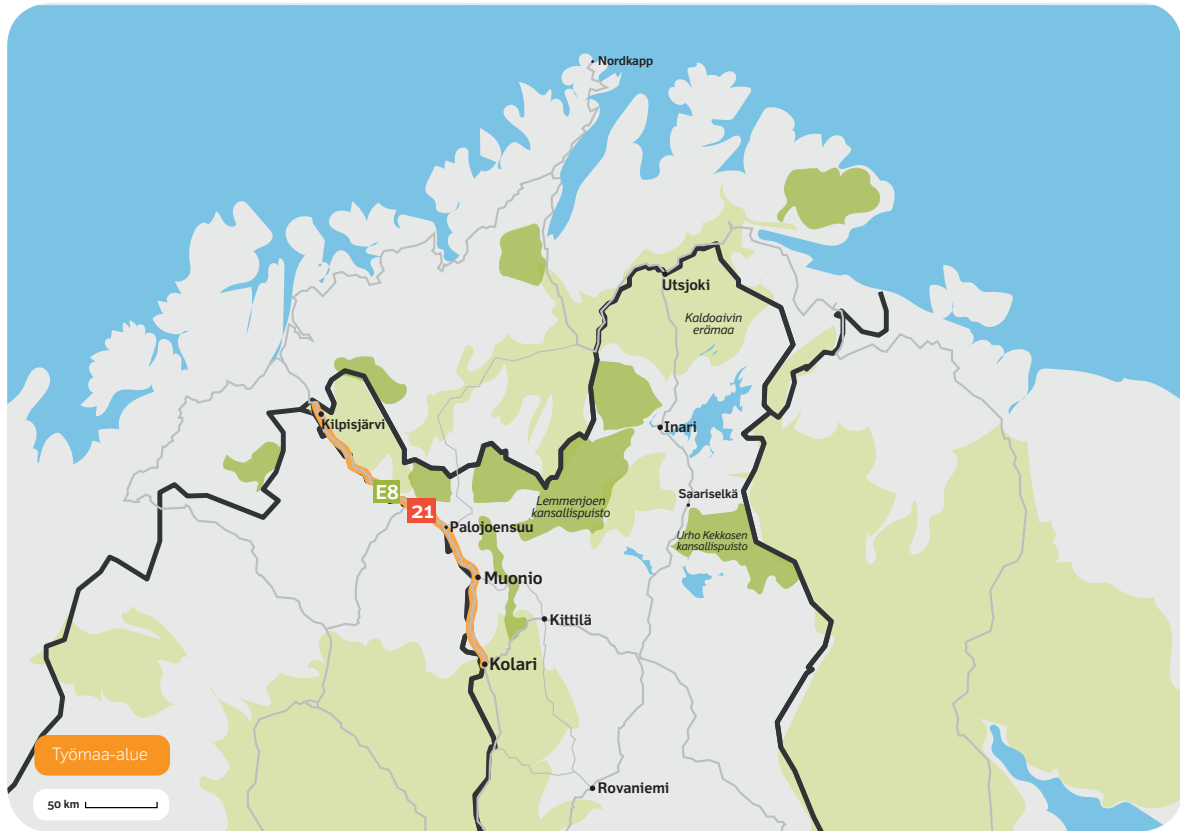 Nordkapp
Utsjoki
Kaldoaivin
erämaa
Kilpisjärvi
Inari
E8
21
Saariselkä
Lemmenjoen
kansallispuisto
Palojoensuu
Urho Kekkosen
kansallispuisto
Muonio
Kittilä
Kolari
Työmaa-alue
Rovaniemi
50 km